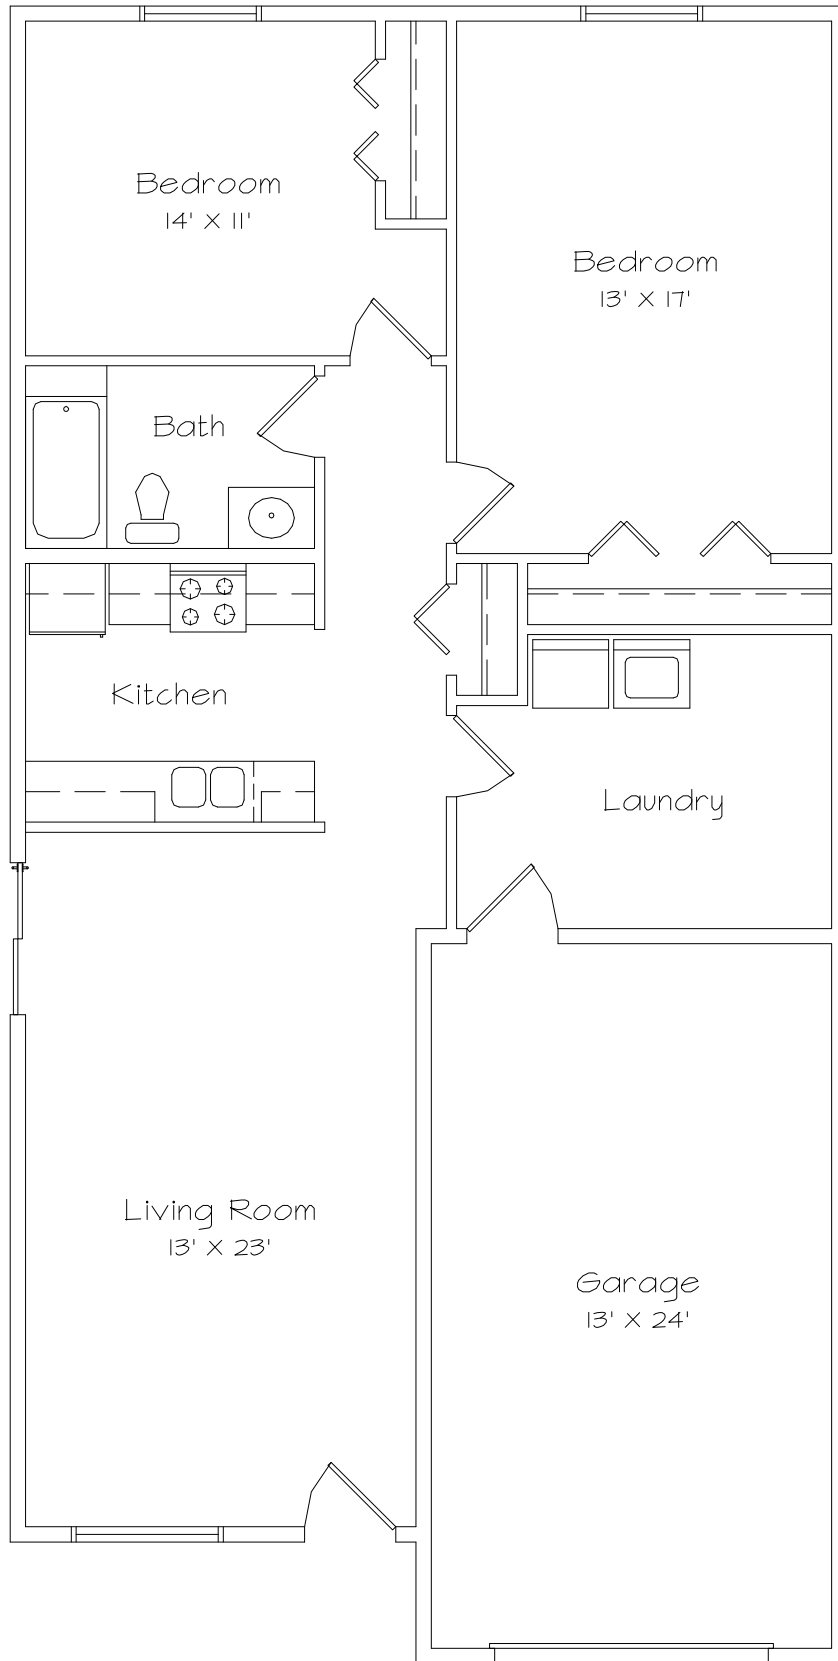 Bedroom
14' X 11'
Bedroom
13' X 17'
Bath
Kitchen
Laundry
Living Room
13' X 23'
Garage
13' X 24'